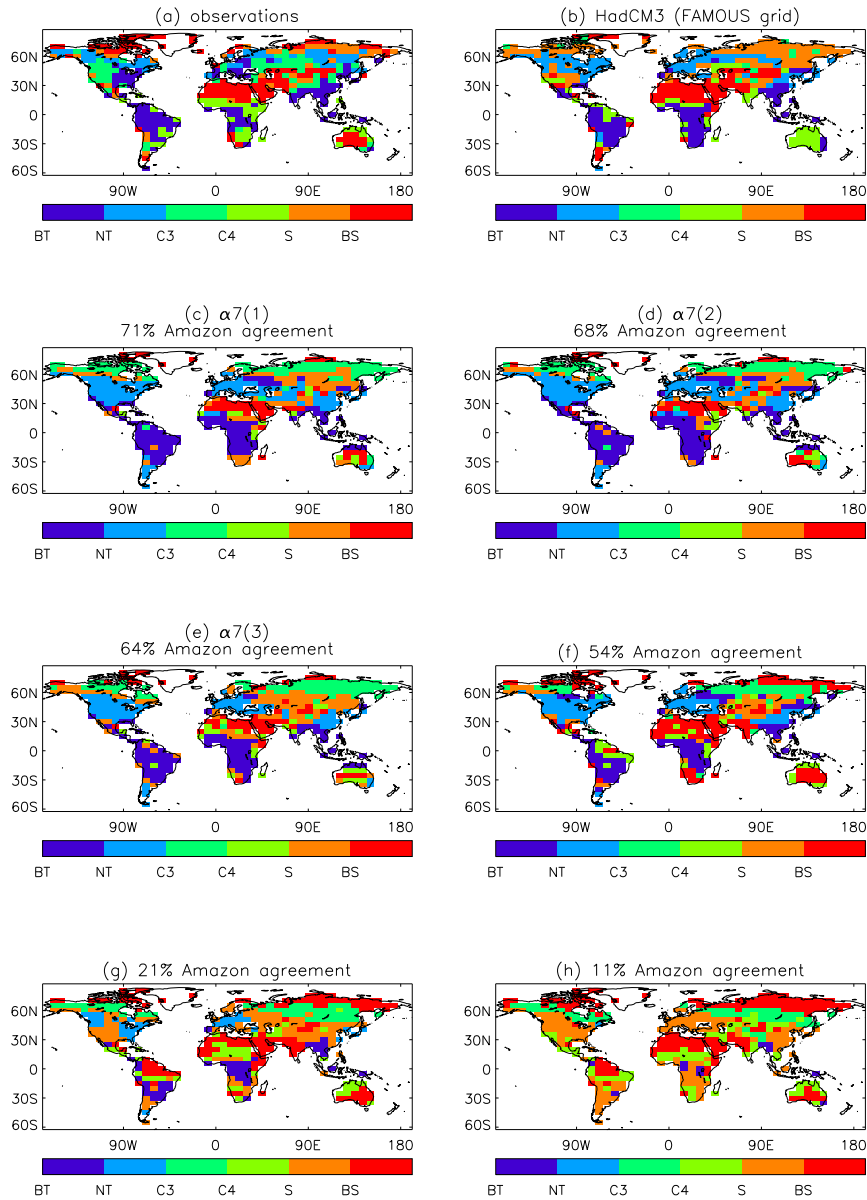 (a) observations
60N
30N
0
30S
60S
90W 0 90E 180
BT NT C3 C4 S BS
(b) HadCM3 (FAMOUS grid)
60N
30N
0
30S
60S
90W 0 90E 180
BT NT C3 C4 S BS
(c) α7(1)
71% Amazon agreement
60N
30N
0
30S
60S
90W 0 90E 180
BT NT C3 C4 S BS
(d) α7(2)
68% Amazon agreement
60N
30N
0
30S
60S
90W 0 90E 180
BT NT C3 C4 S BS
(e) α7(3)
64% Amazon agreement
60N
30N
0
30S
60S
90W 0 90E 180
BT NT C3 C4 S BS
(f) 54% Amazon agreement
60N
30N
0
30S
60S
90W 0 90E 180
BT NT C3 C4 S BS
(g) 21% Amazon agreement
60N
30N
0
30S
60S
90W 0 90E 180
BT NT C3 C4 S BS
(h) 11% Amazon agreement
60N
30N
0
30S
60S
90W 0 90E 180
BT NT C3 C4 S BS